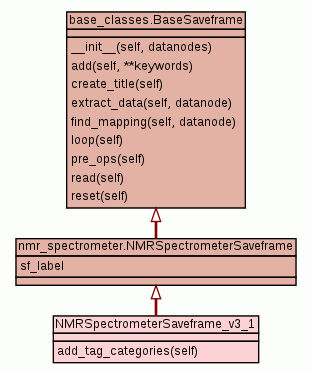 base_classes.BaseSaveframe
__init__(self, datanodes)
add(self, **keywords)
create_title(self)
extract_data(self, datanode)
find_mapping(self, datanode)
loop(self)
pre_ops(self)
read(self)
reset(self)
nmr_spectrometer.NMRSpectrometerSaveframe
sf_label
NMRSpectrometerSaveframe_v3_1
add_tag_categories(self)